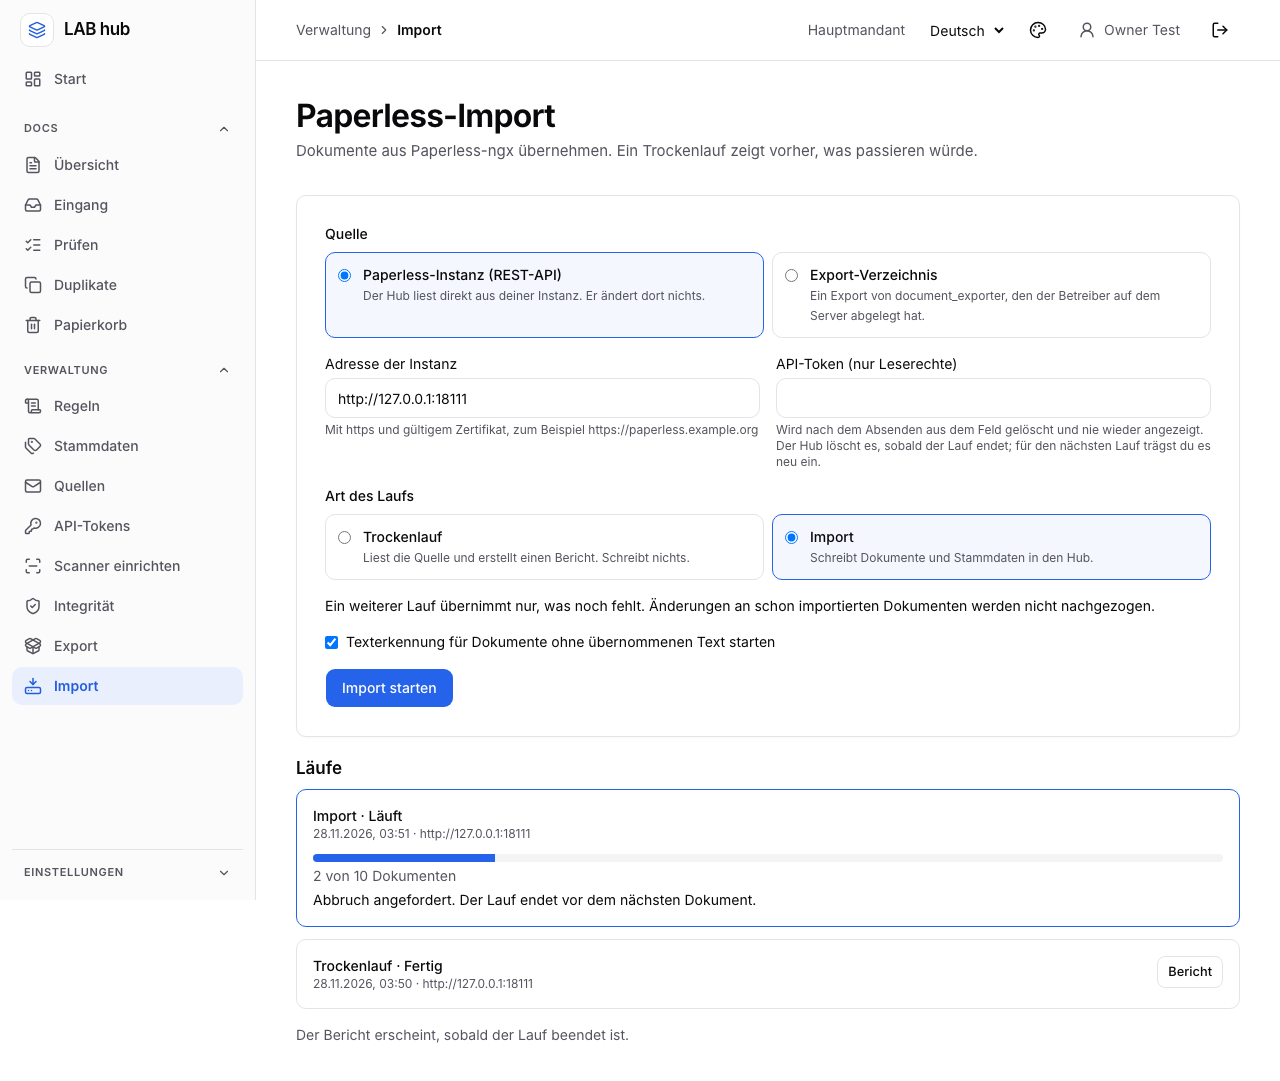 LAB hub
Start
DOCS
Übersicht
Eingang
Prüfen
Duplikate
Papierkorb
VERWALTUNG
Regeln
Stammdaten
Quellen
API-Tokens
Scanner einrichten
Integrität
Export
Import
EINSTELLUNGEN
Verwaltung > Import
Hauptmandant
Deutsch
Owner Test
Paperless-Import
Dokumente aus Paperless-ngx übernehmen. Ein Trockenlauf zeigt vorher, was passieren würde.
Quelle
Paperless-Instanz (REST-API)
Der Hub liest direkt aus deiner Instanz. Er ändert dort nichts.
Export-Verzeichnis
Ein Export von document_exporter, den der Betreiber auf dem
Server abgelegt hat.
Adresse der Instanz
http://127.0.0.1:18111
Mit https und gültigem Zertifikat, zum Beispiel https://paperless.example.org
API-Token (nur Leserechte)
Wird nach dem Absenden aus dem Feld gelöscht und nie wieder angezeigt.
Der Hub löscht es, sobald der Lauf endet; für den nächsten Lauf trägst du es
neu ein.
Art des Laufs
Trockenlauf
Liest die Quelle und erstellt einen Bericht. Schreibt nichts.
Import
Schreibt Dokumente und Stammdaten in den Hub.
Ein weiterer Lauf übernimmt nur, was noch fehlt. Änderungen an schon importierten Dokumenten werden nicht nachgezogen.
Texterkennung für Dokumente ohne übernommenen Text starten
Import starten
Läufe
Import · Läuft
28.11.2026, 03:51 · http://127.0.0.1:18111
2 von 10 Dokumenten
Abbruch angefordert. Der Lauf endet vor dem nächsten Dokument.
Trockenlauf · Fertig
28.11.2026, 03:50 · http://127.0.0.1:18111
Bericht
Der Bericht erscheint, sobald der Lauf beendet ist.